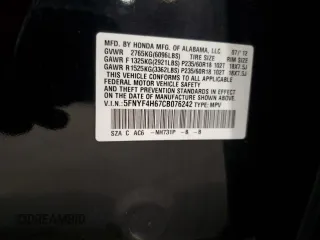 MFD. BY HONDA MFG. OF ALABAMA, LLC. 07/12
GVWR 2765KG(6096LBS) TIRE SIZE RIM SIZE
GAWR F 1325KG(2921LBS) P235/60R18 102T 18X7.5J
GAWR R 1525KG(3362LBS) P235/60R18 102T 18X7.5J
THIS VEHICLE CONFORMS TO ALL APPLICABLE FEDERAL
MOTOR VEHICLE SAFETY AND THEFT PREVENTION
STANDARDS IN EFFECT ON THE DATE OF MANUFACTURE
SHOWN ABOVE.
V.I.N.: 5FNYF4H67CB076242 TYPE: MPV
SZA C AC6 -NH731P -B -B
IDREAMBID